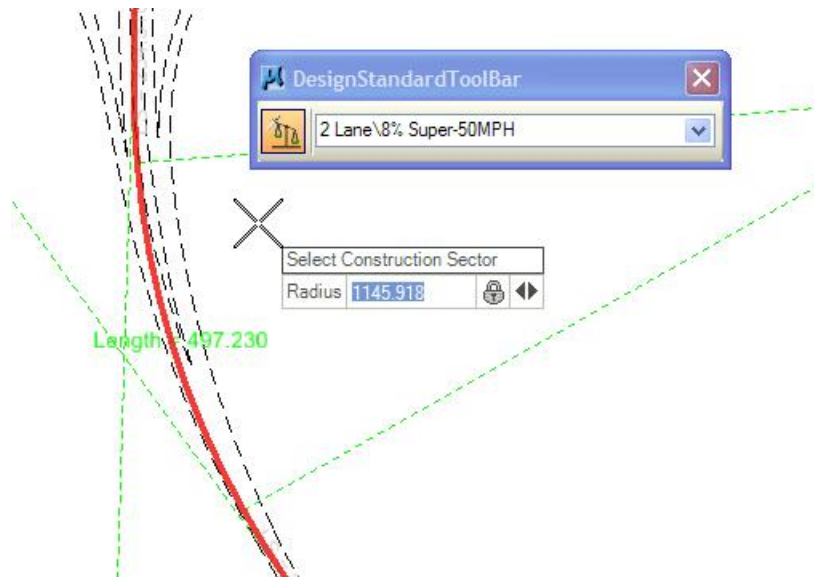 DesignStandardToolBar
2 Lane\8% Super-50MPH
Select Construction Sector
Radius 1145.918
Length = 497.230